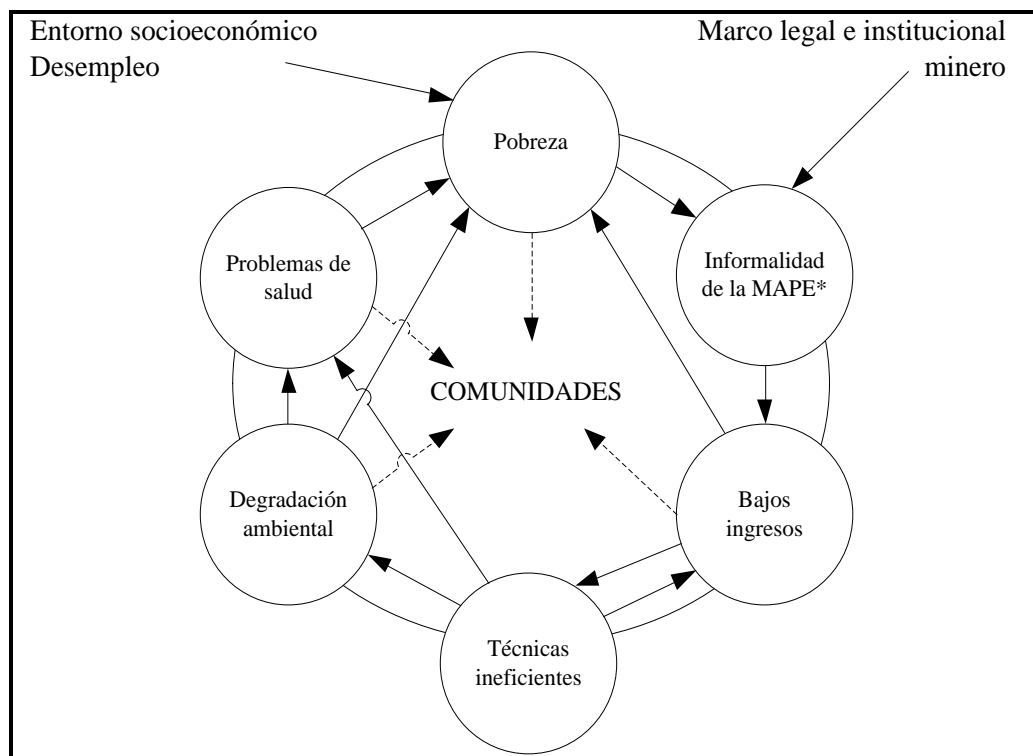 Entorno socioeconómico
Desempleo
Marco legal e institucional
minero
Pobreza
Informalidad
de la MAPE*
Problemas de
salud
COMUNIDADES
Degradación
ambiental
Bajos
ingresos
Técnicas
ineficientes